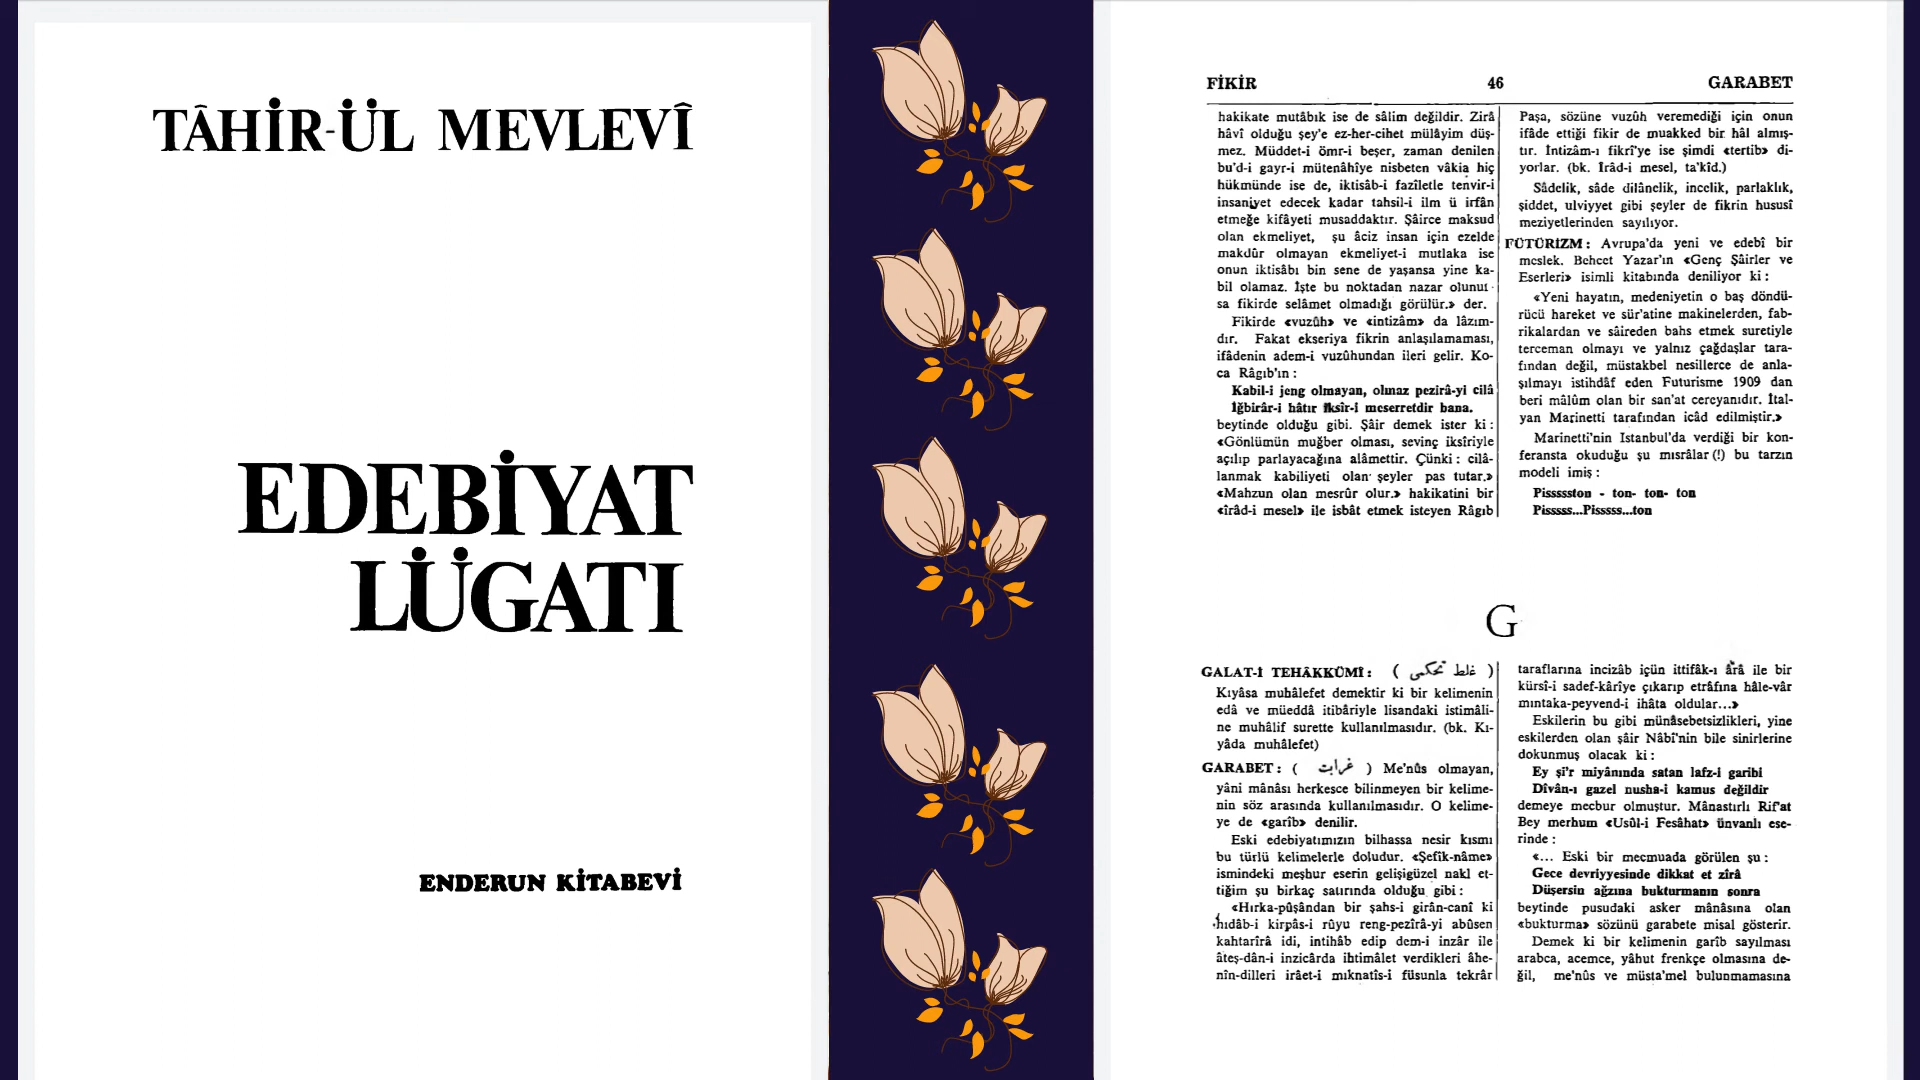 TÂHİR-ÜL MEVLEVÎ
EDEBİYAT
LÜGATI
ENDERUN KİTABEVİ
FİKİR 46 GARABET
hakikate mutâbık ise de sâlim değildir. Zirâ
hâvî olduğu şey'e ez-her-cihet mülâyim düş-
mez. Müddet-i ömr-i beşer, zaman denilen
bu'd-i gayr-i mütenâhîye nisbeten vâkia hiç
hükmünde ise de, iktisâb-i fazîletle tenvir-i
insaniyet edecek kadar tahsil-i ilm ü irfân
etmeğe kifâyeti musaddaktır. Şâirce maksud
olan ekmeliyet, şu âciz insan için ezelde
makdûr olmayan ekmeliyet-i mutlaka ise
onun iktisâbı bin sene de yaşansa yine ka-
bil olamaz. İşte bu noktadan nazar olunur-
sa fikirde selâmet olmadığı görülür.» der.
Fikirde «vuzûh» ve «intizâm» da lâzım-
dır. Fakat ekseriya fikrin anlaşılamaması,
ifâdenin adem-i vuzûhundan ileri gelir. Ko-
ca Râgıb'ın :
Kabil-i jeng olmayan, olmaz pezirâ-yi cilâ
İğbirâr-i hâtır iksîr-i meserretdir bana.
beytinde olduğu gibi. Şâir demek ister ki :
«Gönlümün muğber olması, sevinç iksîriyle
açılıp parlayacağına alâmettir. Çünki : cilâ-
lanmak kabiliyeti olan şeyler pas tutar.»
«Mahzun olan mesrûr olur.» hakikatini bir
«îrâd-i mesel» ile isbât etmek isteyen Râgıb
Paşa, sözüne vuzûh veremediği için onun
ifâde ettiği fikir de muakked bir hâl almış-
tır. İntizâm-ı fikrî'ye ise şimdi «tertib» di-
yorlar. (bk. Îrâd-i mesel, ta'kîd.)
Sâdelik, sâde dilânelik, incelik, parlaklık,
şiddet, ulviyyet gibi şeyler de fikrin hususî
meziyetlerinden sayılıyor.
FÜTÜRİZM : Avrupa'da yeni ve edebî bir
meslek. Behcet Yazar'ın «Genç Şâirler ve
Eserleri» isimli kitabında deniliyor ki :
«Yeni hayatın, medeniyetin o baş döndü-
rücü hareket ve sür'atine makinelerden, fab-
rikalardan ve sâireden bahs etmek suretiyle
terceman olmayı ve yalnız çağdaşlar tara-
fından değil, müstakbel nesillerce de anla-
şılmayı istihdâf eden Futurisme 1909 dan
beri mâlûm olan bir san'at cereyanıdır. İtal-
yan Marinetti tarafından icâd edilmiştir.»
Marinetti'nin Istanbul'da verdiği bir kon-
feransta okuduğu şu mısrâlar (!) bu tarzın
modeli imiş :
Pisssston - ton- ton- ton
Pisssss...Pisssss...ton
G
GALAT-İ TEHÂKKÜMÎ : ( غلط تحكمى )
Kıyâsa muhâlefet demektir ki bir kelimenin
edâ ve müeddâ itibâriyle lisandaki istimâli-
ne muhâlif surette kullanılmasıdır. (bk. Kı-
yâda muhâlefet)
GARABET : ( غرابت ) Me'nûs olmayan,
yâni mânâsı herkesce bilinmeyen bir kelime-
nin söz arasında kullanılmasıdır. O kelime-
ye de «garîb» denilir.
Eski edebiyatımızın bilhassa nesir kısmı
bu türlü kelimelerle doludur. «Şefîk-nâme»
ismindeki meşhur eserin gelişigüzel nakl et-
tiğim şu birkaç satırında olduğu gibi :
«Hırka-pûşândan bir şahs-i girân-canî ki
hıdâb-i kirpâs-i rûyu reng-pezîrâ-yi abûsen
kahtarîrâ idi, intihâb edip dem-i inzâr ile
âteş-dân-i inzicârda ihtimâlet verdikleri âhe-
nîn-dilleri irâet-i mıknatîs-i füsunla tekrâr
taraflarına incizâb içün ittifâk-ı ârâ ile bir
kürsî-i sadef-kârîye çıkarıp etrâfına hâle-vâr
mıntaka-peyvend-i ihâta oldular...»
Eskilerin bu gibi münâsebetsizlikleri, yine
eskilerden olan şâir Nâbî'nin bile sinirlerine
dokunmuş olacak ki :
Ey şi'r miyânında satan lafz-i garibi
Dîvân-ı gazel nusha-i kamus değildir
demeye mecbur olmuştur. Mânastırlı Rif'at
Bey merhum «Usûl-i Fesâhat» ünvanlı ese-
rinde :
«... Eski bir mecmuada görülen şu :
Gece devriyyesinde dikkat et zîrâ
Düşersin ağzına bukturmanın sonra
beytinde pusudaki asker mânâsına olan
«bukturma» sözünü garabete misal gösterir.
Demek ki bir kelimenin garîb sayılması
arabca, acemce, yâhut frenkçe olmasına de-
ğil, me'nûs ve müsta'mel bulunmamasına